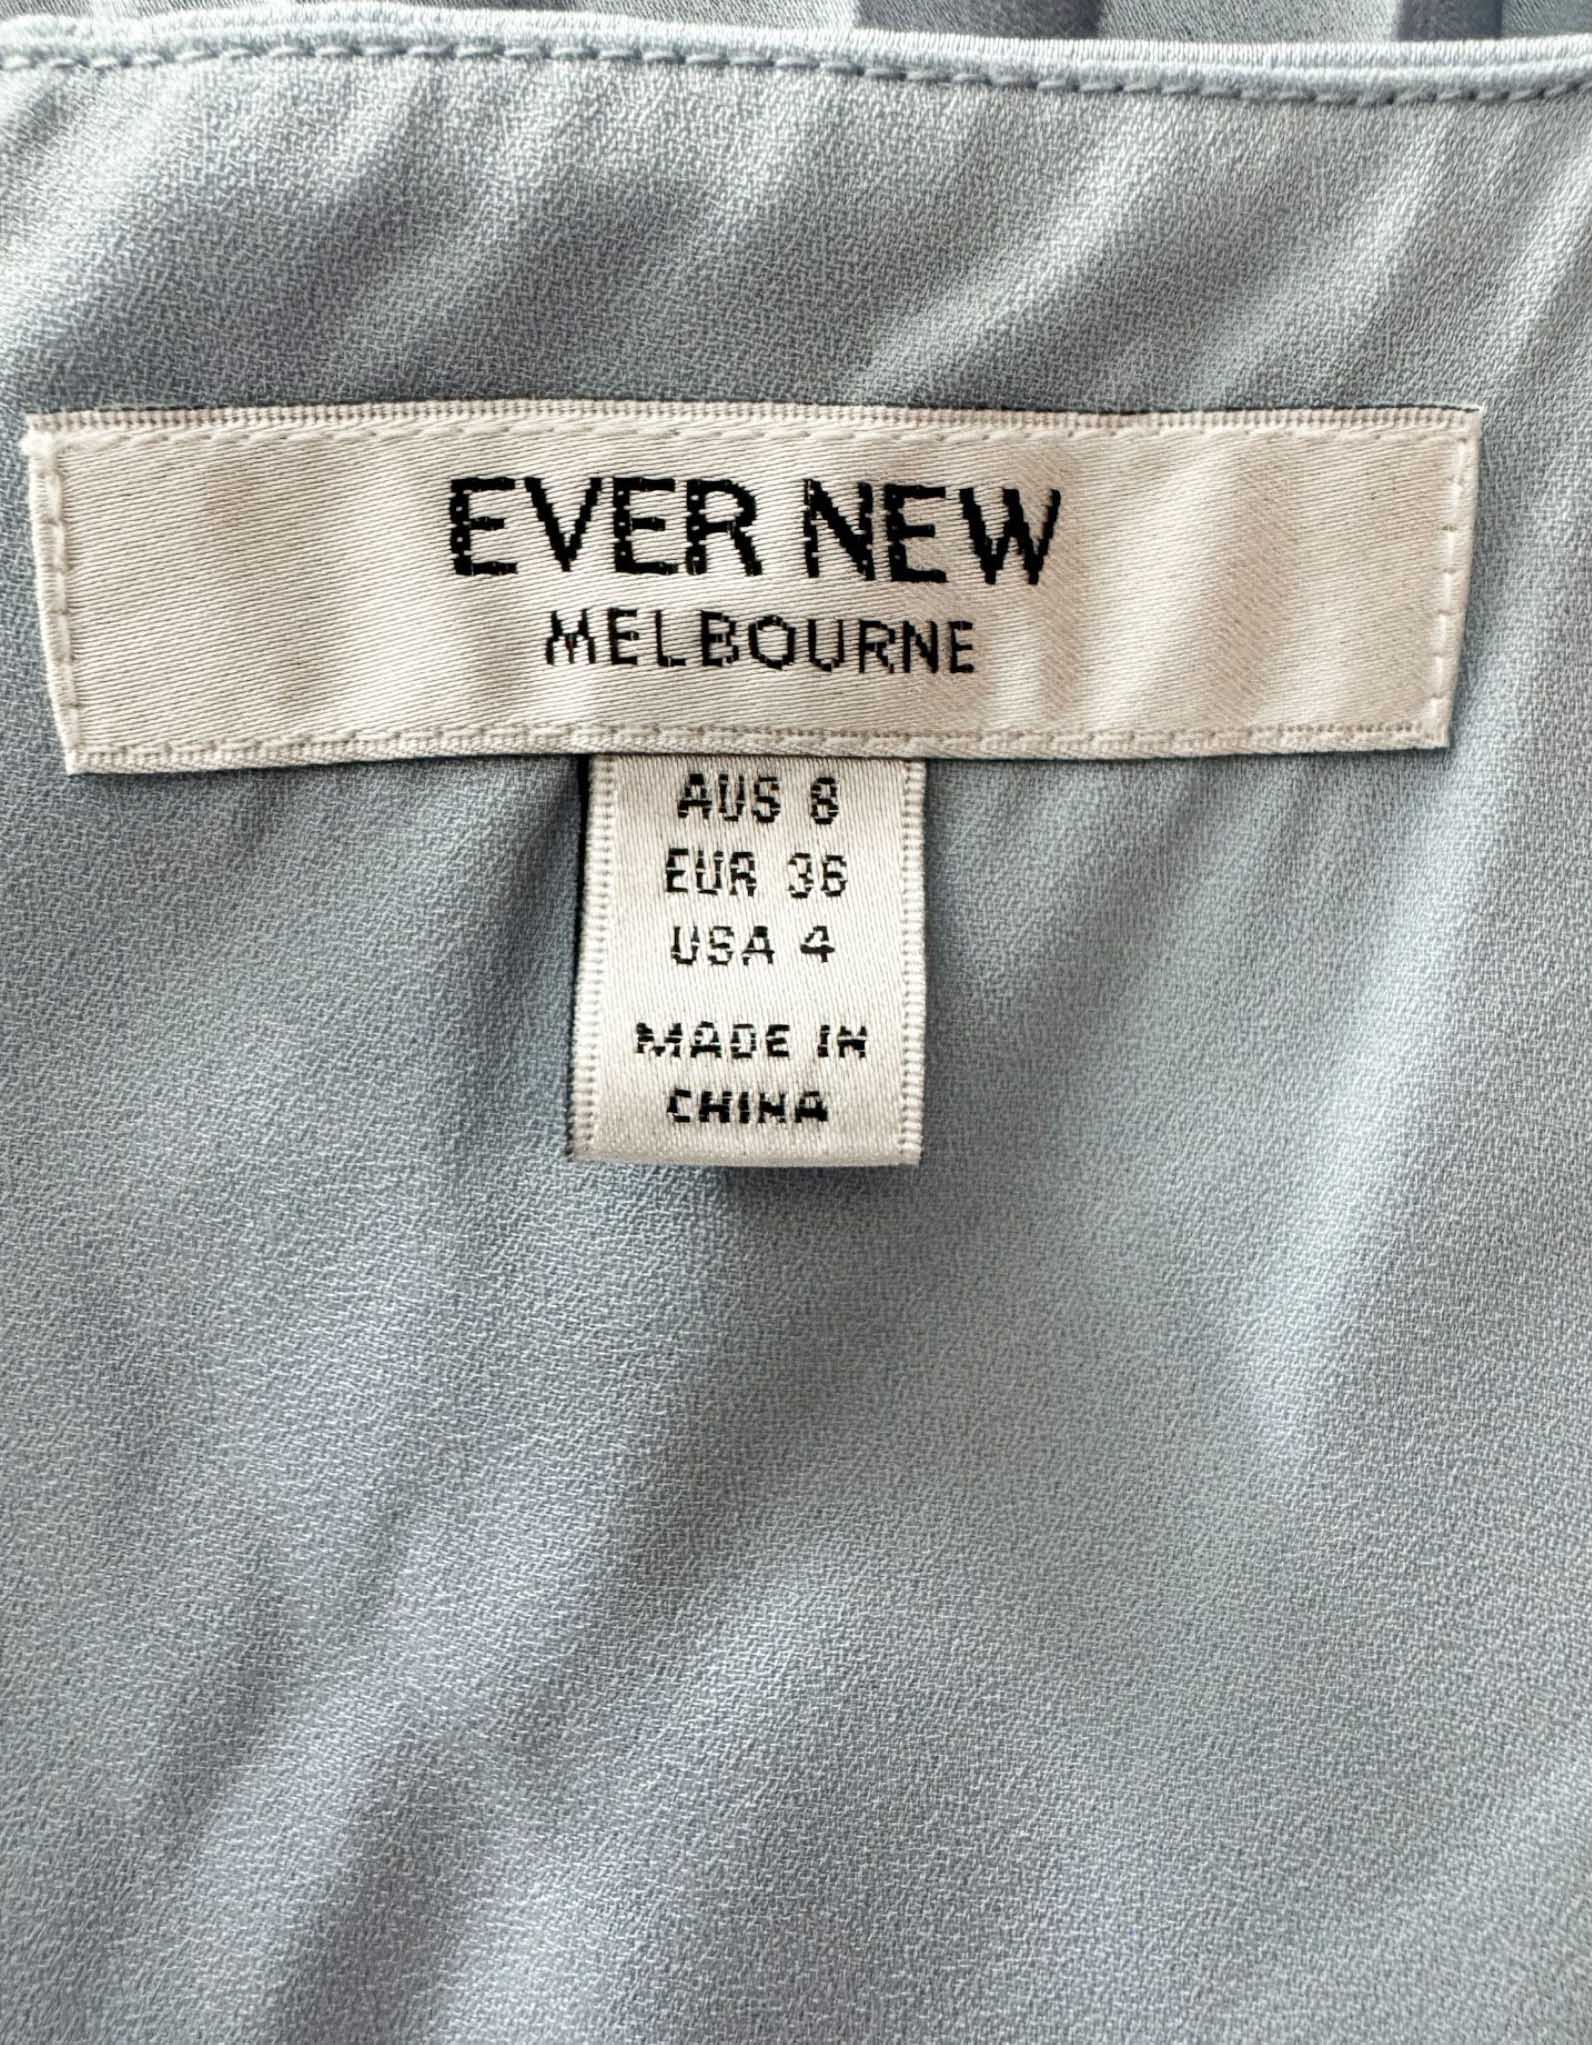 EVER NEW
MELBOURNE
AUS 8
EUR 36
USA 4
MADE IN
CHINA